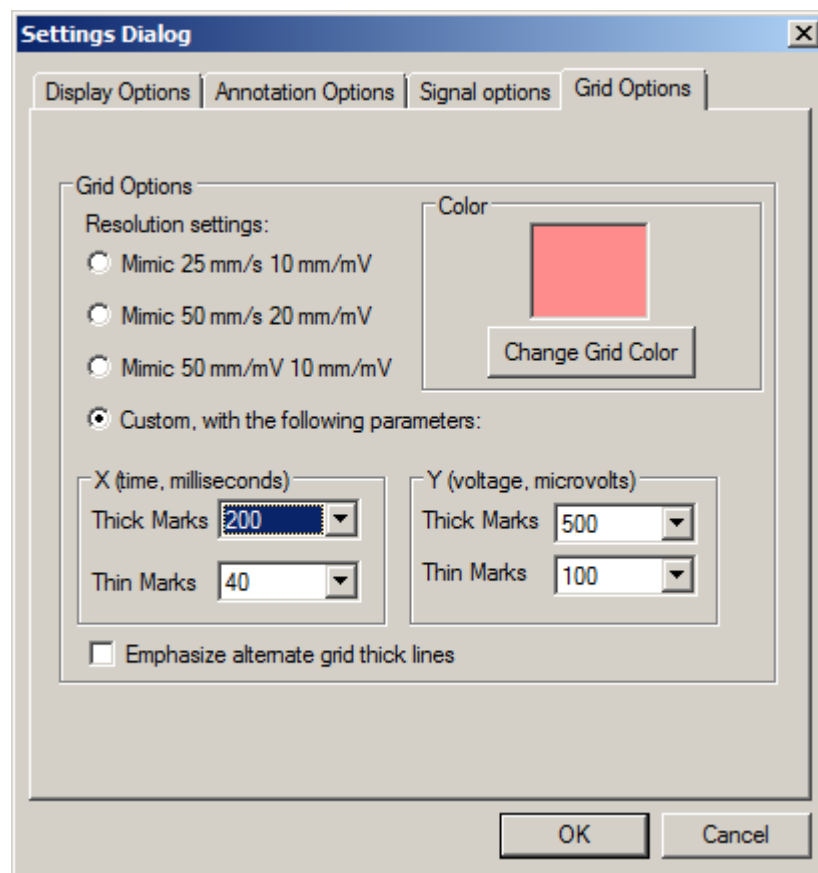 Settings Dialog
Display Options
Annotation Options
Signal options
Grid Options
Grid Options
Resolution settings:
Mimic 25 mm/s 10 mm/mV
Mimic 50 mm/s 20 mm/mV
Mimic 50 mm/mV 10 mm/mV
Custom, with the following parameters:
Color
Change Grid Color
X (time, milliseconds)
Thick Marks 200
Thin Marks 40
Y (voltage, microvolts)
Thick Marks 500
Thin Marks 100
Emphasize alternate grid thick lines
OK
Cancel